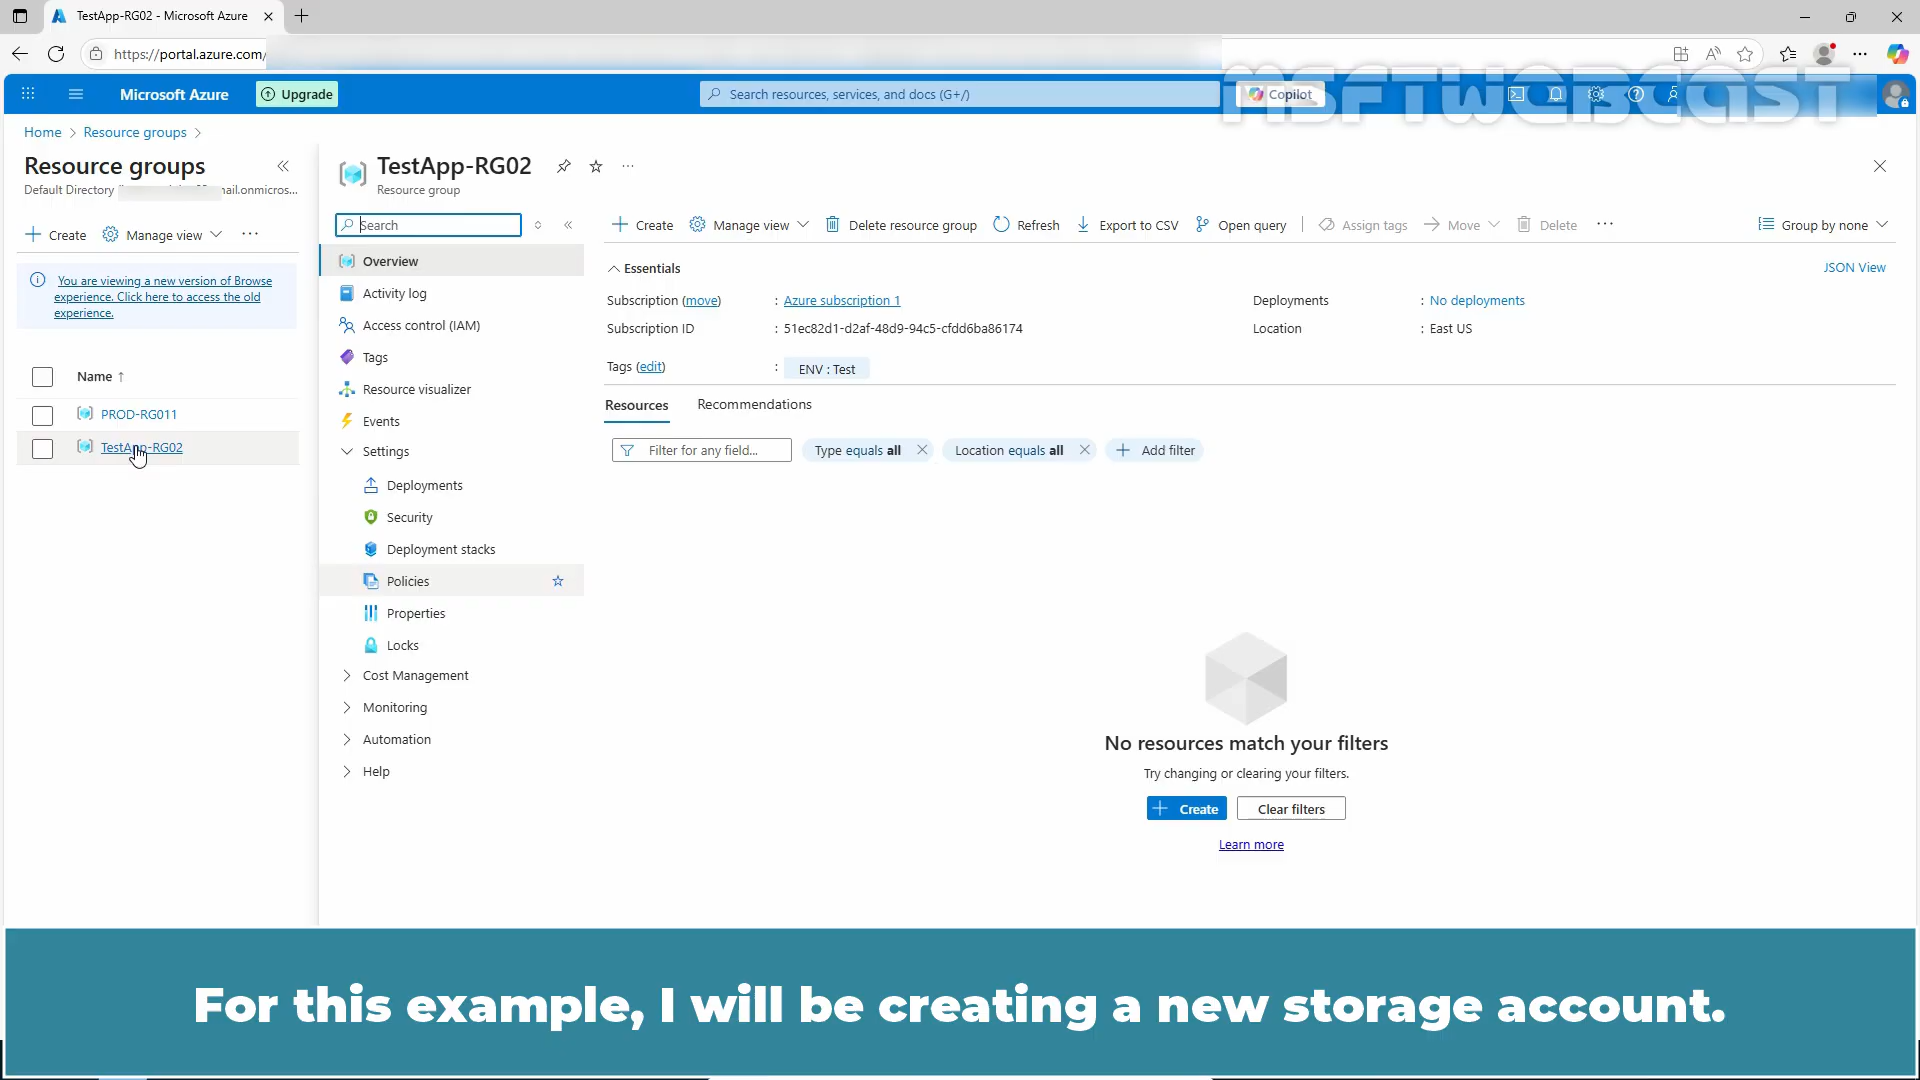 TestApp-RG02 - Microsoft Azure
https://portal.azure.com/
MSFTWEBCAST
Microsoft Azure
Upgrade
Search resources, services, and docs (G+/)
Copilot
Home > Resource groups >
Resource groups
Default Directory
nail.onmicros...
Create
Manage view
You are viewing a new version of Browse
experience. Click here to access the old
experience.
Name ↑
PROD-RG011
TestApp-RG02
TestApp-RG02
Resource group
Search
Overview
Activity log
Access control (IAM)
Tags
Resource visualizer
Events
Settings
Deployments
Security
Deployment stacks
Policies
Properties
Locks
Cost Management
Monitoring
Automation
Help
Create
Manage view
Delete resource group
Refresh
Export to CSV
Open query
Assign tags
Move
Delete
Group by none
Essentials
JSON View
Subscription (move) : Azure subscription 1
Deployments : No deployments
Subscription ID : 51ec82d1-d2af-48d9-94c5-cfdd6ba86174
Location : East US
Tags (edit) : ENV : Test
Resources
Recommendations
Filter for any field...
Type equals all
Location equals all
Add filter
No resources match your filters
Try changing or clearing your filters.
Create
Clear filters
Learn more
For this example, I will be creating a new storage account.